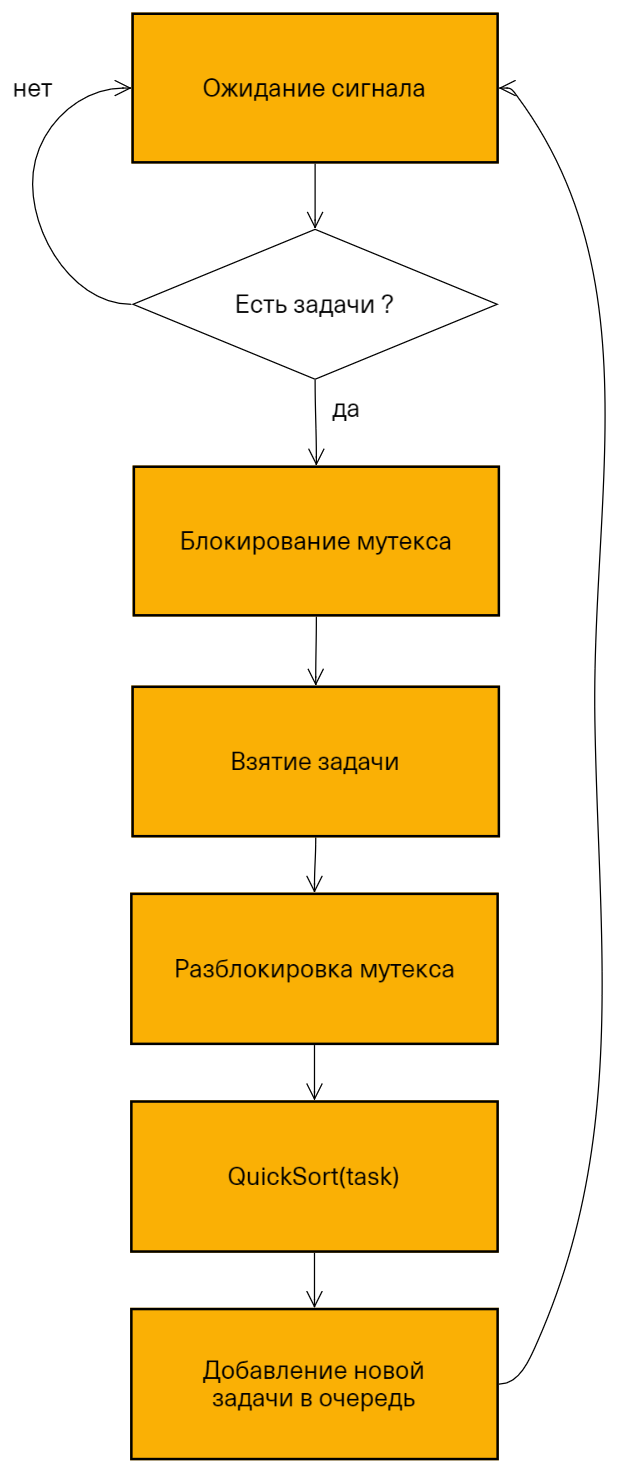 нет
Ожидание сигнала
Есть задачи ?
да
Блокирование мутекса
Взятие задачи
Разблокировка мутекса
QuickSort(task)
Добавление новой
задачи в очередь